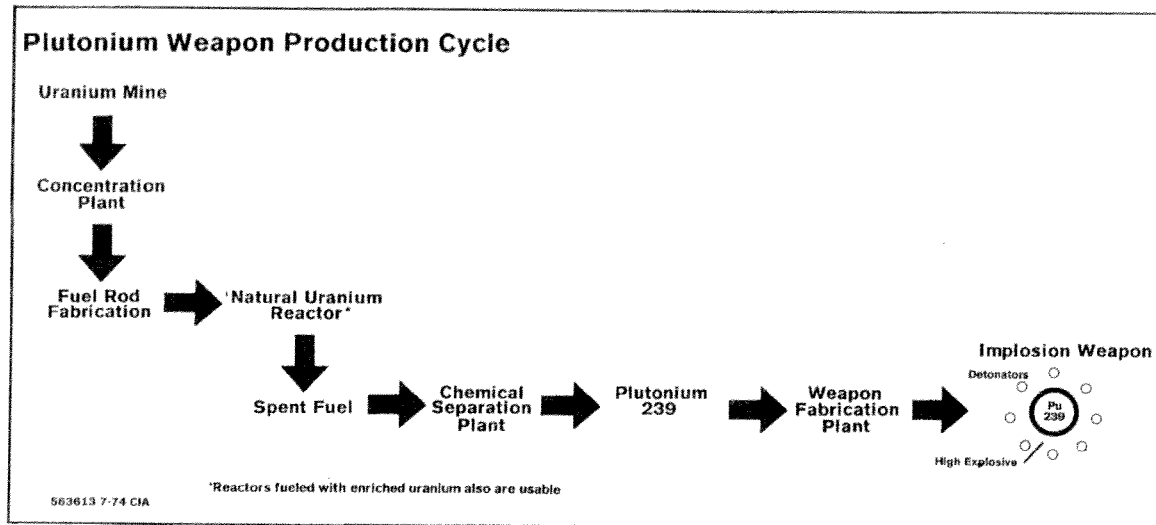 Plutonium Weapon Production Cycle
Uranium Mine
Concentration
Plant
Fuel Rod
Fabrication
'Natural Uranium
Reactor*
Spent Fuel
Chemical
Separation
Plant
Plutonium
239
Weapon
Fabrication
Plant
Implosion Weapon
Detonators
Pu
239
High Explosive
*Reactors fueled with enriched uranium also are usable
563613 7-74 CIA